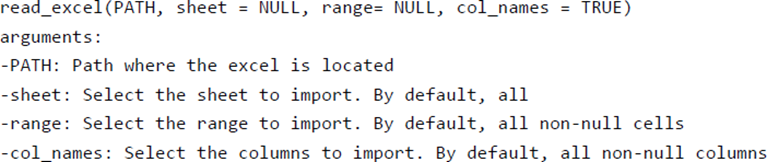 read_excel(PATH, sheet = NULL, range= NULL, col_names = TRUE)
arguments:
-PATH: Path where the excel is located
-sheet: Select the sheet to import. By default, all
-range: Select the range to import. By default, all non-null cells
-col_names: Select the columns to import. By default, all non-null columns